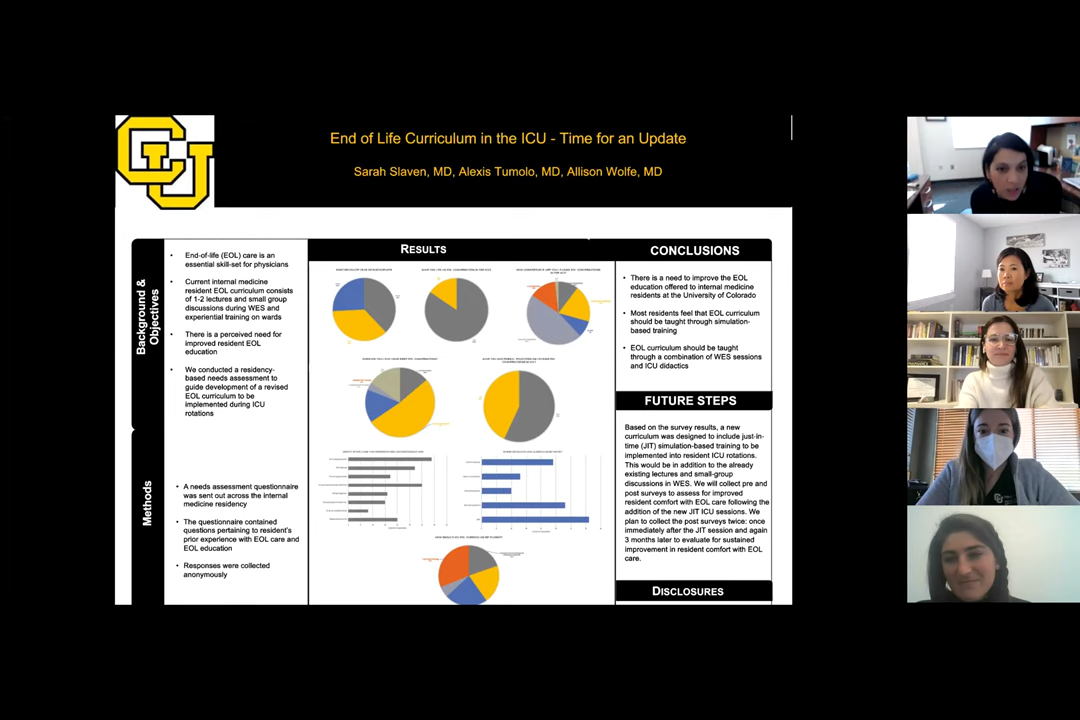 CU
End of Life Curriculum in the ICU - Time for an Update
Sarah Slaven, MD, Alexis Tumolo, MD, Allison Wolfe, MD
Background &
Objectives
End-of-life (EOL) care is an
essential skill-set for physicians
Current internal medicine
resident EOL curriculum consists
of 1-2 lectures and small group
discussions during WES and
experiential training on wards
There is a perceived need for
improved resident EOL
education
We conducted a residency-
based needs assessment to
guide development of a revised
EOL curriculum to be
implemented during ICU
rotations
Methods
A needs assessment questionnaire
was sent out across the internal
medicine residency
The questionnaire contained
questions pertaining to resident's
prior experience with EOL care and
EOL education
Responses were collected
anonymously
RESULTS
CONCLUSIONS
There is a need to improve the EOL
education offered to internal medicine
residents at the University of Colorado
Most residents feel that EOL curriculum
should be taught through simulation-
based training
EOL curriculum should be taught
through a combination of WES sessions
and ICU didactics
FUTURE STEPS
Based on the survey results, a new
curriculum was designed to include just-in-
time (JIT) simulation-based training to be
implemented into resident ICU rotations.
This would be in addition to the already
existing lectures and small-group
discussions in WES. We will collect pre and
post surveys to assess for improved
resident comfort with EOL care following the
addition of the new JIT ICU sessions. We
plan to collect the post surveys twice: once
immediately after the JIT session and again
3 months later to evaluate for sustained
improvement in resident comfort with EOL
care.
DISCLOSURES